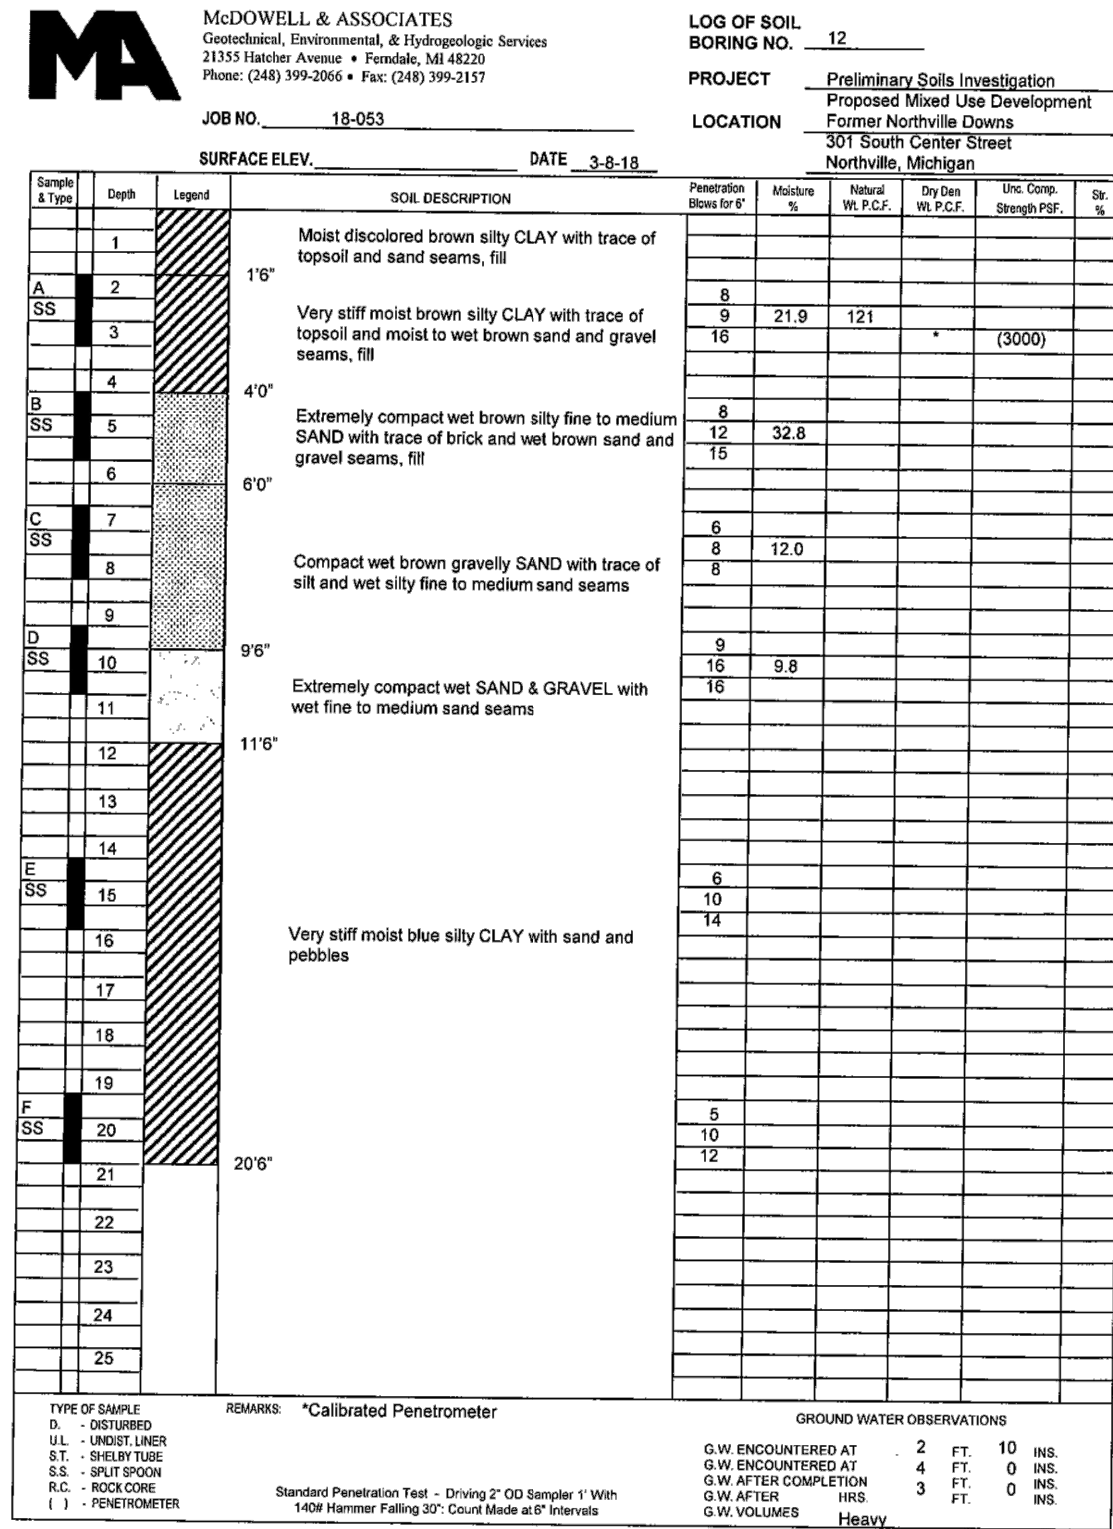 MA
McDOWELL & ASSOCIATES
Geotechnical, Environmental, & Hydrogeologic Services
21355 Hatcher Avenue • Ferndale, MI 48220
Phone: (248) 399-2066 • Fax: (248) 399-2157
JOB NO. 18-053
SURFACE ELEV. DATE 3-8-18
LOG OF SOIL
BORING NO. 12
PROJECT Preliminary Soils Investigation
Proposed Mixed Use Development
LOCATION Former Northville Downs
301 South Center Street
Northville, Michigan
Sample & Type Depth Legend SOIL DESCRIPTION Penetration Blows for 6" Moisture % Natural Wt. P.C.F. Dry Den Wt. P.C.F. Unc. Comp. Strength PSF. Str. %
Moist discolored brown silty CLAY with trace of
1
topsoil and sand seams, fill
1'6"
A 2 8
SS Very stiff moist brown silty CLAY with trace of 9 21.9 121
3 topsoil and moist to wet brown sand and gravel 16 * (3000)
seams, fill
4
4'0"
B 8
SS 5 Extremely compact wet brown silty fine to medium
SAND with trace of brick and wet brown sand and 12 32.8
gravel seams, fill 15
6
6'0"
C 7 6
SS 8 12.0
8 Compact wet brown gravelly SAND with trace of 8
silt and wet silty fine to medium sand seams
9
D 9'6" 9
SS 10 16 9.8
Extremely compact wet SAND & GRAVEL with 16
11 wet fine to medium sand seams
11'6"
12
13
14
E 6
SS 15 10
14
16 Very stiff moist blue silty CLAY with sand and
pebbles
17
18
19
F 5
SS 20 10
20'6" 12
21
22
23
24
25
TYPE OF SAMPLE
D. - DISTURBED
U.L. - UNDIST. LINER
S.T. - SHELBY TUBE
S.S. - SPLIT SPOON
R.C. - ROCK CORE
( ) - PENETROMETER
REMARKS: *Calibrated Penetrometer
Standard Penetration Test - Driving 2" OD Sampler 1' With
140# Hammer Falling 30": Count Made at 6" Intervals
GROUND WATER OBSERVATIONS
G.W. ENCOUNTERED AT 2 FT. 10 INS.
G.W. ENCOUNTERED AT 4 FT. 0 INS.
G.W. AFTER COMPLETION 3 FT. 0 INS.
G.W. AFTER HRS. FT. INS.
G.W. VOLUMES Heavy